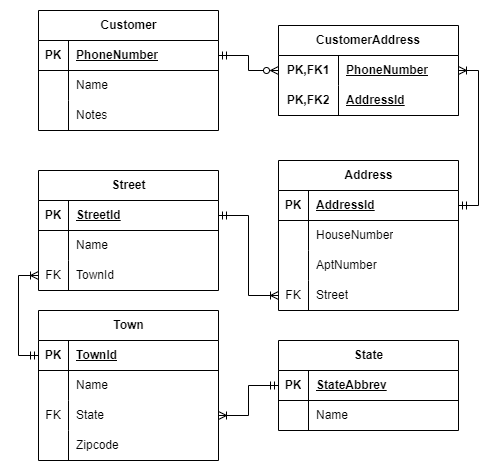 Customer
PK PhoneNumber
Name
Notes
CustomerAddress
PK,FK1 PhoneNumber
PK,FK2 AddressId
Street
PK StreetId
Name
FK TownId
Address
PK AddressId
HouseNumber
AptNumber
FK Street
Town
PK TownId
Name
FK State
Zipcode
State
PK StateAbbrev
Name